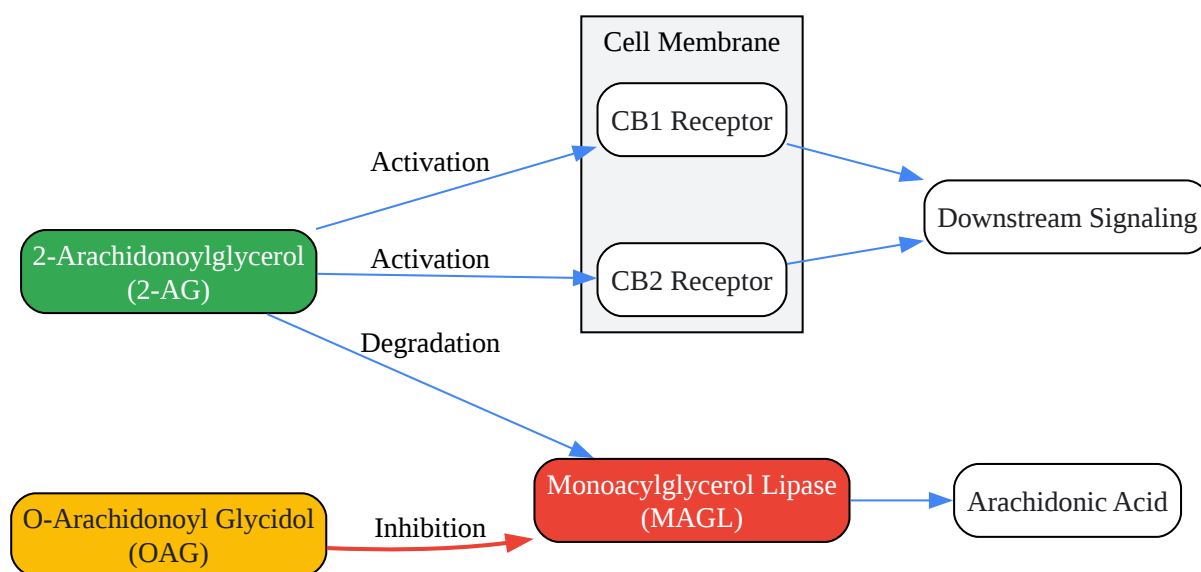 Cell Membrane
CB1 Receptor
Activation
Downstream Signaling
2-Arachidonoylglycerol
(2-AG)
Activation
CB2 Receptor
Degradation
Monoacylglycerol Lipase
(MAGL)
Arachidonic Acid
O-Arachidonoyl Glycidol
(OAG)
Inhibition